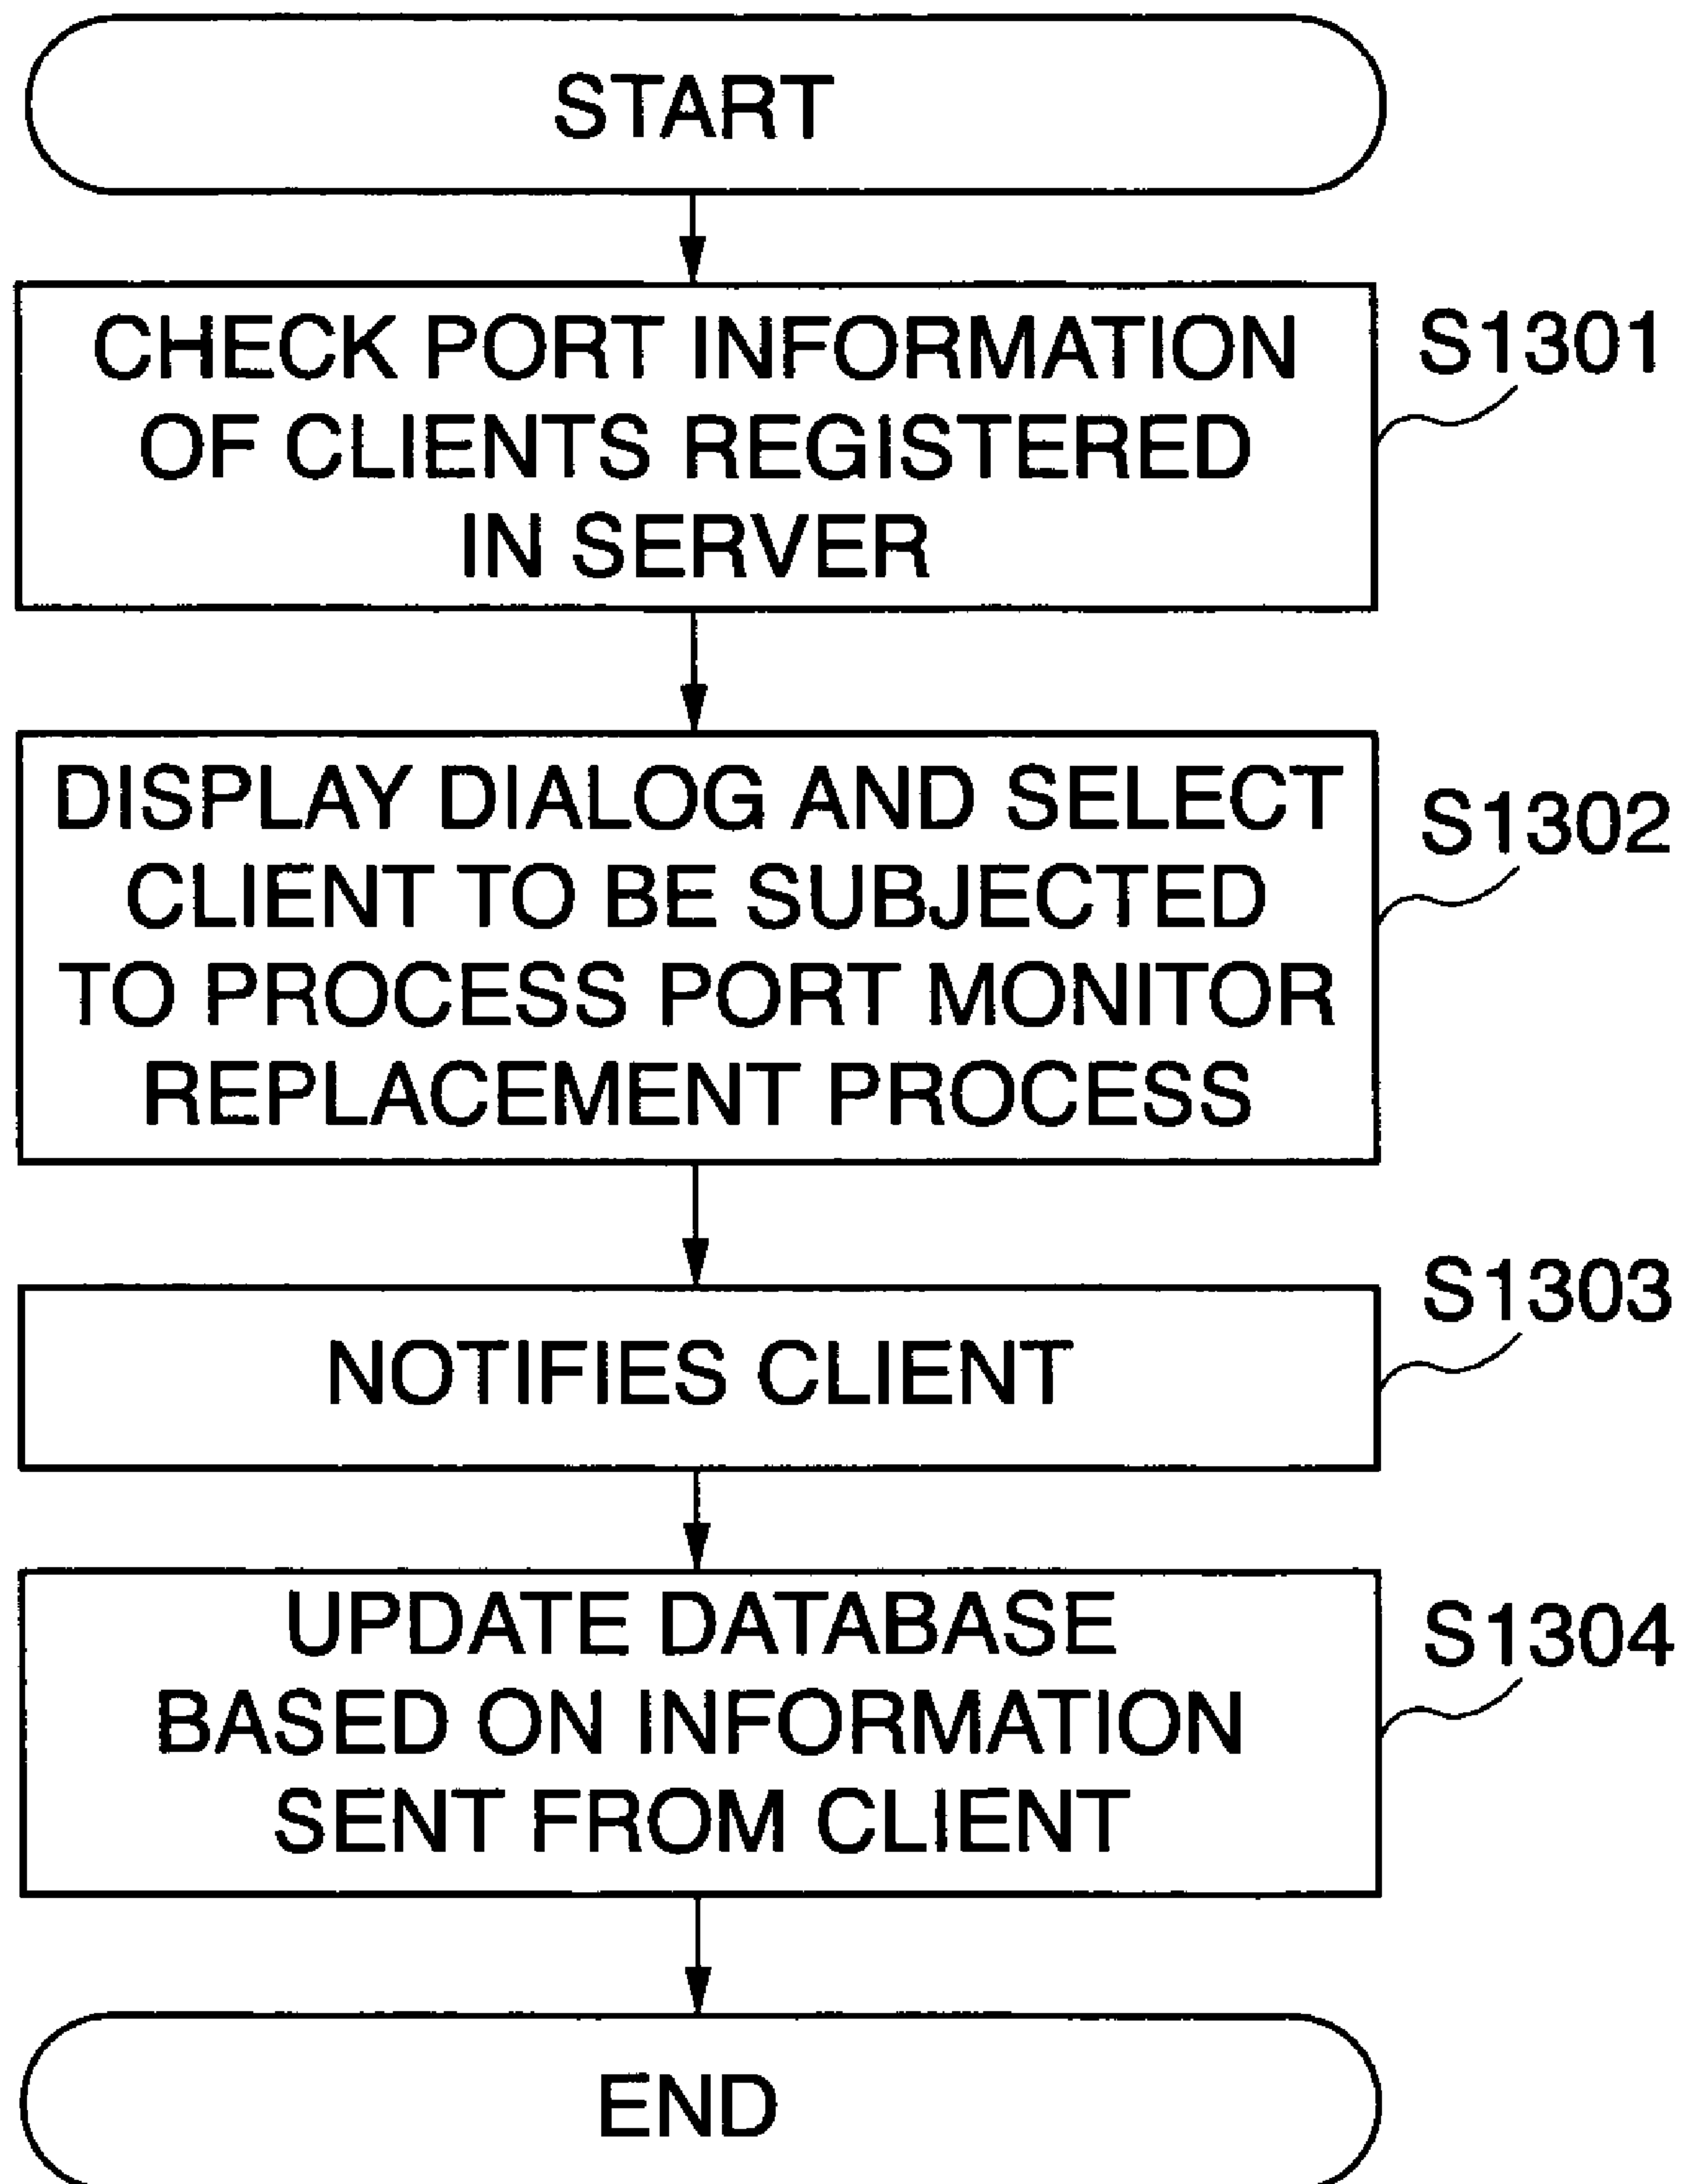 START
CHECK PORT INFORMATION
OF CLIENTS REGISTERED
IN SERVER
S1301
DISPLAY DIALOG AND SELECT
CLIENT TO BE SUBJECTED
TO PROCESS PORT MONITOR
REPLACEMENT PROCESS
S1302
NOTIFIES CLIENT
S1303
UPDATE DATABASE
BASED ON INFORMATION
SENT FROM CLIENT
S1304
END